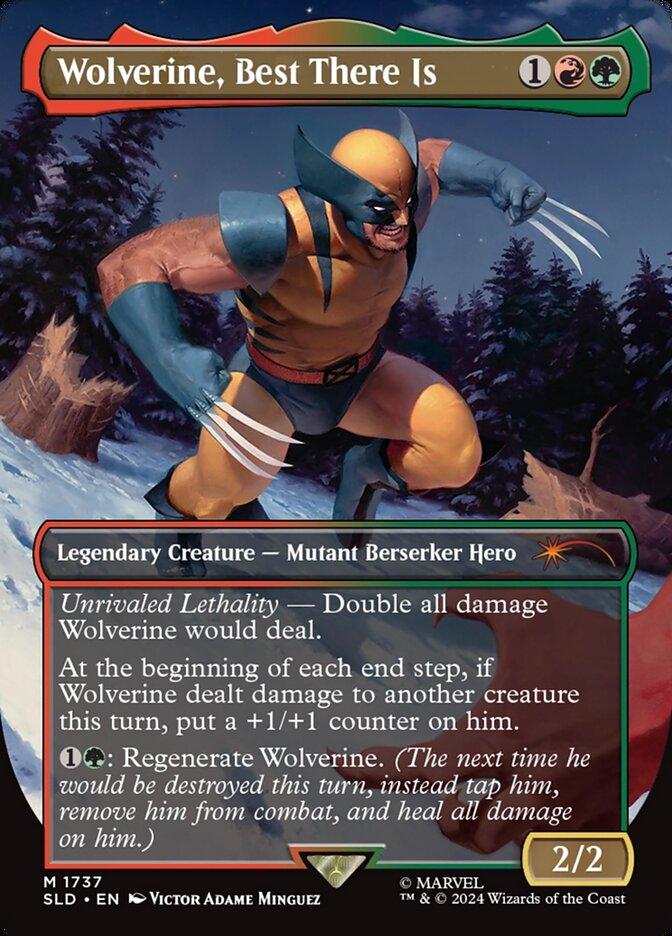 Wolverine, Best There Is 1
Legendary Creature — Mutant Berserker Hero
Unrivaled Lethality — Double all damage
Wolverine would deal.
At the beginning of each end step, if
Wolverine dealt damage to another creature
this turn, put a +1/+1 counter on him.
1: Regenerate Wolverine. (The next time he
would be destroyed this turn, instead tap him,
remove him from combat, and heal all damage
on him.)
2/2
M 1737
SLD • EN Victor Adame Minguez
© MARVEL
™ & © 2024 Wizards of the Coast